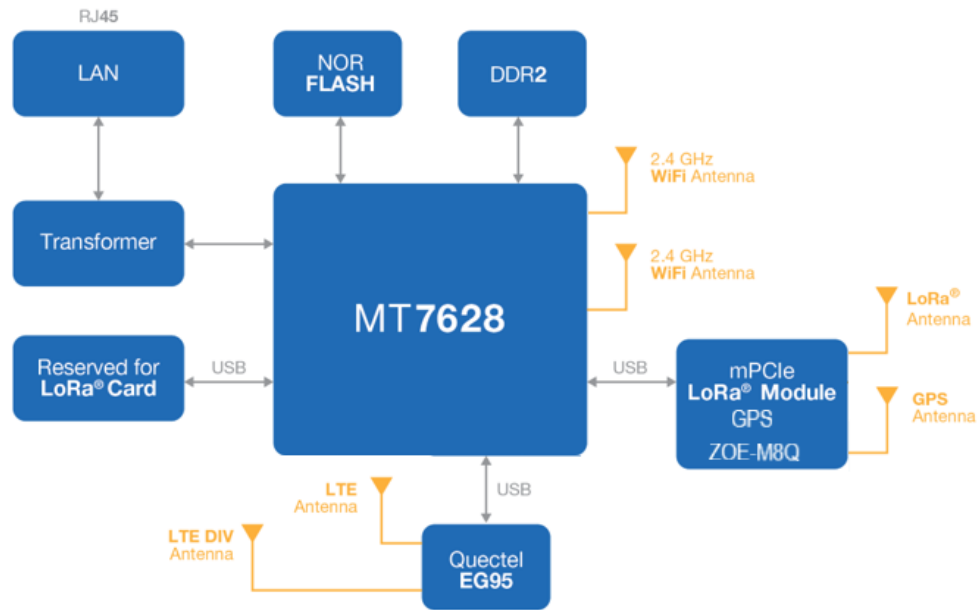 RJ45
LAN
NOR
FLASH
DDR2
2.4 GHz
WiFi Antenna
Transformer
2.4 GHz
WiFi Antenna
MT7628
LoRa®
Antenna
Reserved for
LoRa® Card
USB
USB
mPCIe
LoRa® Module
GPS
ZOE-M8Q
GPS
Antenna
USB
LTE
Antenna
LTE DIV
Antenna
Quectel
EG95